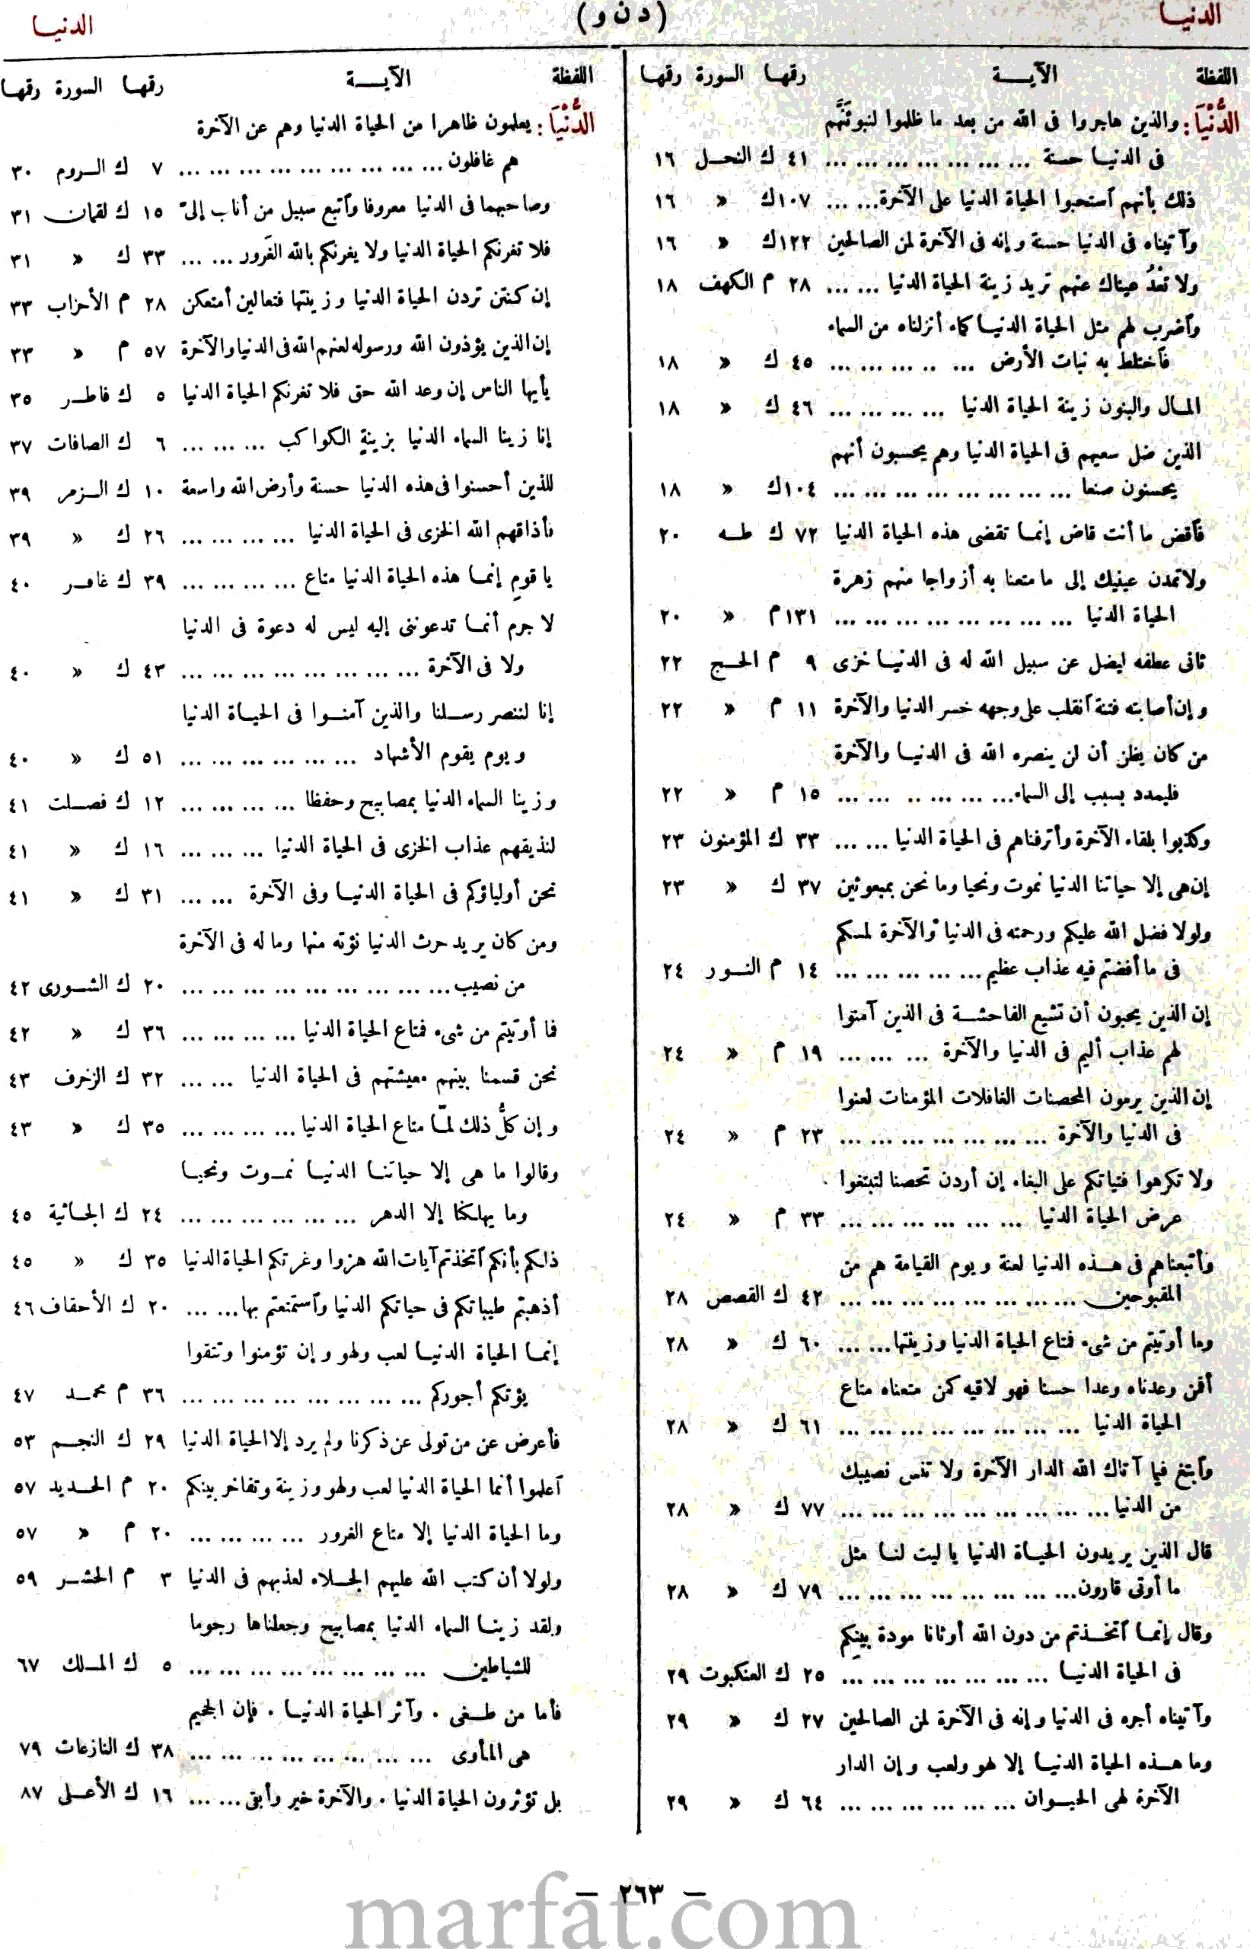 الدنيا
(د ن و)
الدنيا
اللفظة الآيــة رقمها السورة رقمها
الدُّنْيَا: والذين هاجروا فى الله من بعد ما ظلموا لنبوئنَّهم
فى الدنيا حسنة ... ... ... ... ... ... ... ٤١ ك النحل ١٦
ذلك بأنهم ٱستحبوا الحياة الدنيا على الآخرة... ... ١٠٧ك » ١٦
وآتيناه فى الدنيا حسنة وإنه فى الآخرة لمن الصالحين ١٢٢ك » ١٦
ولا تَعْدُ عيناك عنهم تريد زينة الحياة الدنيا ... ... ٢٨ م الكهف ١٨
وٱضرب لهم مثل الحياة الدنيا كماء أنزلناه من السماء
فٱختلط به نبات الأرض ... .. ... ... ... ٤٥ ك » ١٨
المال والبنون زينة الحياة الدنيا ... ... ... ... ٤٦ ك » ١٨
الذين ضل سعيهم فى الحياة الدنيا وهم يحسبون أنهم
يحسنون صنعا ... ... ... ... ... ... ... ... ١٠٤ك » ١٨
فٱقض ما أنت قاض إنما تقضى هذه الحياة الدنيا ٧٢ ك طه ٢٠
ولا تمدن عينيك إلى ما متعنا به أزواجا منهم زهرة
الحياة الدنيا ... ... ... ... ... ... ... ... ١٣١م » ٢٠
ثانى عطفه ليضل عن سبيل الله له فى الدنيا خزى ٩ م الحج ٢٢
وإن أصابته فتنة ٱنقلب على وجهه خسر الدنيا والآخرة ١١ م » ٢٢
من كان يظن أن لن ينصره الله فى الدنيا والآخرة
فليمدد بسبب إلى السماء... ... ... .. ... ... ١٥ م » ٢٢
وكذبوا بلقاء الآخرة وأترفناهم فى الحياة الدنيا ... ... ٣٣ ك المؤمنون ٢٣
إن هى إلا حياتنا الدنيا نموت ونحيا وما نحن بمبعوثين ٣٧ ك » ٢٣
ولولا فضل الله عليكم ورحمته فى الدنيا والآخرة لمسكم
فى ما أفضتم فيه عذاب عظيم... ... ... ... ... ١٤ م النور ٢٤
إن الذين يحبون أن تشيع الفاحشة فى الذين آمنوا
لهم عذاب أليم فى الدنيا والآخرة ... ... ... ١٩ م » ٢٤
إن الذين يرمون المحصنات الغافلات المؤمنات لعنوا
فى الدنيا والآخرة ... ... ... ... ... ... ... ٢٣ م » ٢٤
ولا تكرهوا فتياتكم على البغاء إن أردن تحصنا لتبتغوا
عرض الحياة الدنيا ... ... ... ... ... ... ٣٣ م » ٢٤
وأتبعناهم فى هذه الدنيا لعنة ويوم القيامة هم من
المقبوحين ... ... ... ... ... ... ... ... ٤٢ ك القصص ٢٨
وما أوتيتم من شىء فمتاع الحياة الدنيا وزينتها... ... ٦٠ ك » ٢٨
أفمن وعدناه وعدا حسنا فهو لاقيه كمن متعناه متاع
الحياة الدنيا ... ... ... ... ... ... ... ... ٦١ ك » ٢٨
وٱبتغ فيما آتاك الله الدار الآخرة ولا تنس نصيبك
من الدنيا... ... ... ... ... ... ... ... ... ٧٧ ك » ٢٨
قال الذين يريدون الحياة الدنيا يا ليت لنا مثل
ما أوتى قارون... ... ... ... ... ... ... ... ٧٩ ك » ٢٨
وقال إنما ٱتخذتم من دون الله أوثانا مودة بينكم
فى الحياة الدنيا ... ... ... ... ... ... ... ٢٥ ك العنكبوت ٢٩
وآتيناه أجره فى الدنيا وإنه فى الآخرة لمن الصالحين ٢٧ ك » ٢٩
وما هذه الحياة الدنيا إلا لهو ولعب وإن الدار
الآخرة لهى الحيوان ... ... ... ... ... ... ٦٤ ك » ٢٩
اللفظة الآيــة رقمها السورة رقمها
الدُّنْيَا: يعلمون ظاهرا من الحياة الدنيا وهم عن الآخرة
هم غافلون ... ... ... ... ... ... ... ... ... ٧ ك الروم ٣٠
وصاحبهما فى الدنيا معروفا وٱتبع سبيل من أناب إلىّ ١٥ ك لقمان ٣١
فلا تغرنكم الحياة الدنيا ولا يغرنكم بالله الغَرور ... ... ٣٣ ك » ٣١
إن كنتن تردن الحياة الدنيا وزينتها فتعالين أمتعكن ٢٨ م الأحزاب ٣٣
إن الذين يؤذون الله ورسوله لعنهم الله فى الدنيا والآخرة ٥٧ م » ٣٣
يأيها الناس إن وعد الله حق فلا تغرنكم الحياة الدنيا ٥ ك فاطر ٣٥
إنا زينا السماء الدنيا بزينةٍ الكواكب ... ... ... ٦ ك الصافات ٣٧
للذين أحسنوا فى هذه الدنيا حسنة وأرض الله واسعة ١٠ ك الزمر ٣٩
فأذاقهم الله الخزى فى الحياة الدنيا ... ... ... ... ٢٦ ك » ٣٩
يا قوم إنما هذه الحياة الدنيا متاع ... ... ... ... ٣٩ ك غافر ٤٠
لا جرم أنما تدعوننى إليه ليس له دعوة فى الدنيا
ولا فى الآخرة ... ... ... ... ... ... ... ... ٤٣ ك » ٤٠
إنا لننصر رسلنا والذين آمنوا فى الحياة الدنيا
ويوم يقوم الأشهاد ... ... ... ... ... ... ٥١ ك » ٤٠
وزينا السماء الدنيا بمصابيح وحفظا ... ... ... ... ١٢ ك فصلت ٤١
لنذيقهم عذاب الخزى فى الحياة الدنيا ... ... ... ١٦ ك » ٤١
نحن أولياؤكم فى الحياة الدنيا وفى الآخرة ... ... ٣١ ك » ٤١
ومن كان يريد حرث الدنيا نؤته منها وما له فى الآخرة
من نصيب... ... ... ... ... ... ... ... ... ٢٠ ك الشورى ٤٢
فما أوتيتم من شىء فمتاع الحياة الدنيا ... ... ... ... ٣٦ ك » ٤٢
نحن قسمنا بينهم معيشتهم فى الحياة الدنيا ... ... ٣٢ ك الزخرف ٤٣
وإن كلُّ ذلك لمّا متاع الحياة الدنيا ... ... ... ... ٣٥ ك » ٤٣
وقالوا ما هى إلا حياتنا الدنيا نموت ونحيا
وما يهلكنا إلا الدهر ... ... ... ... ... ... ٢٤ ك الجاثية ٤٥
ذلكم بأنكم ٱتخذتم آيات الله هزوا وغرتكم الحياة الدنيا ٣٥ ك » ٤٥
أذهبتم طيباتكم فى حياتكم الدنيا وٱستمتعتم بها... ... ٢٠ ك الأحقاف ٤٦
إنما الحياة الدنيا لعب ولهو وإن تؤمنوا وتتقوا
يؤتكم أجوركم ... ... ... ... ... ... ... ... ٣٦ م محمد ٤٧
فأعرض عن من تولى عن ذكرنا ولم يرد إلا الحياة الدنيا ٢٩ ك النجم ٥٣
ٱعلموا أنما الحياة الدنيا لعب ولهو وزينة وتفاخر بينكم ٢٠ م الحديد ٥٧
وما الحياة الدنيا إلا متاع الغرور ... ... ... ... ٢٠ م » ٥٧
ولولا أن كتب الله عليهم الجلاء لعذبهم فى الدنيا ٣ م الحشر ٥٩
ولقد زينا السماء الدنيا بمصابيح وجعلناها رجوما
للشياطين ... ... ... ... ... ... ... ... ٥ ك الملك ٦٧
فأما من طغى . وآثر الحياة الدنيا . فإن الجحيم
هى المأوى ... ... ... ... ... .. ... ... ... ٣٨ ك النازعات ٧٩
بل تؤثرون الحياة الدنيا . والآخرة خير وأبقى... ... ١٦ ك الأعلى ٨٧
— ٢٦٣ —
marfat.com